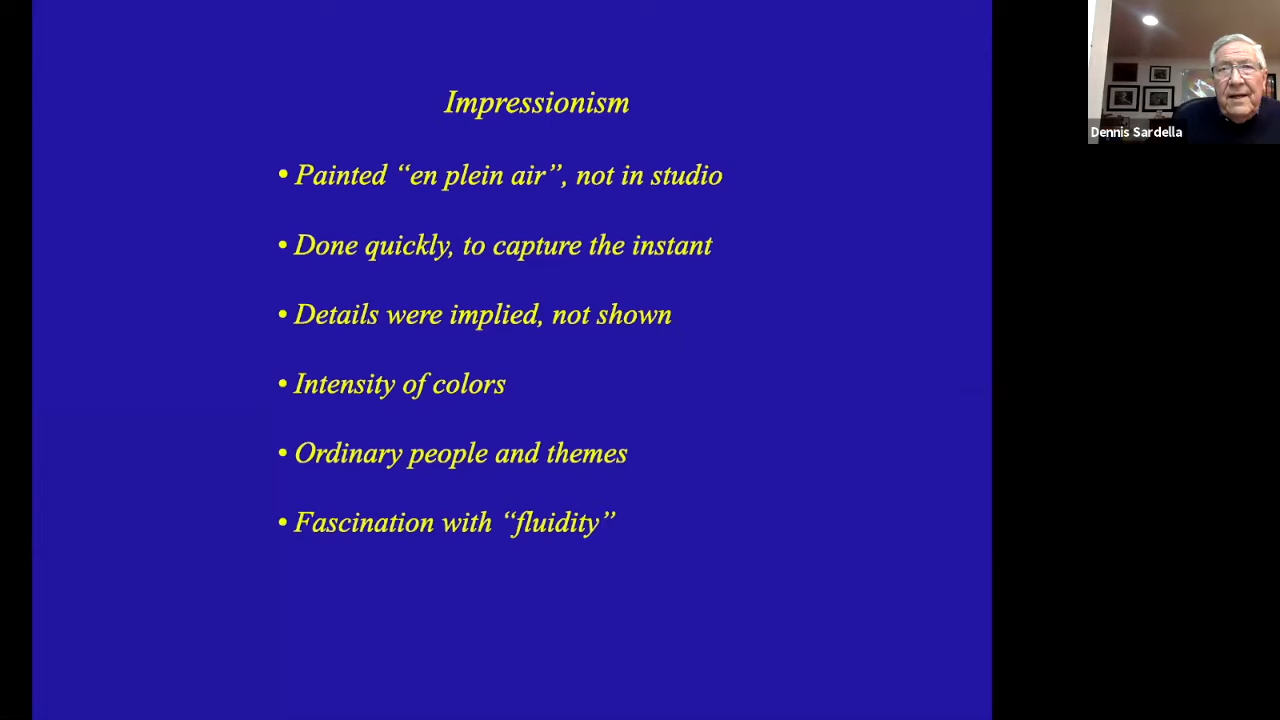 Impressionism
• Painted “en plein air”, not in studio
• Done quickly, to capture the instant
• Details were implied, not shown
• Intensity of colors
• Ordinary people and themes
• Fascination with “fluidity”
Dennis Sardella